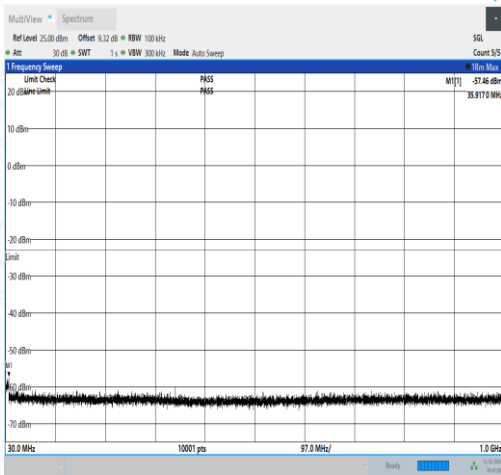 MultiView Spectrum
Ref Level 25.00 dBm Offset 9.32 dB RBW 100 kHz SGL
Att 30 dB SWT 1 s VBW 300 kHz Mode Auto Sweep Count 5/5
1 Frequency Sweep 1Rm Max
Limit Check PASS M1[1] -57.46 dBm
20 dBm Line Limit PASS 35.9170 MHz
10 dBm
0 dBm
-10 dBm
-20 dBm
Limit
-30 dBm
-40 dBm
-50 dBm
M1
-60 dBm
-70 dBm
30.0 MHz 10001 pts 97.0 MHz/ 1.0 GHz
Ready